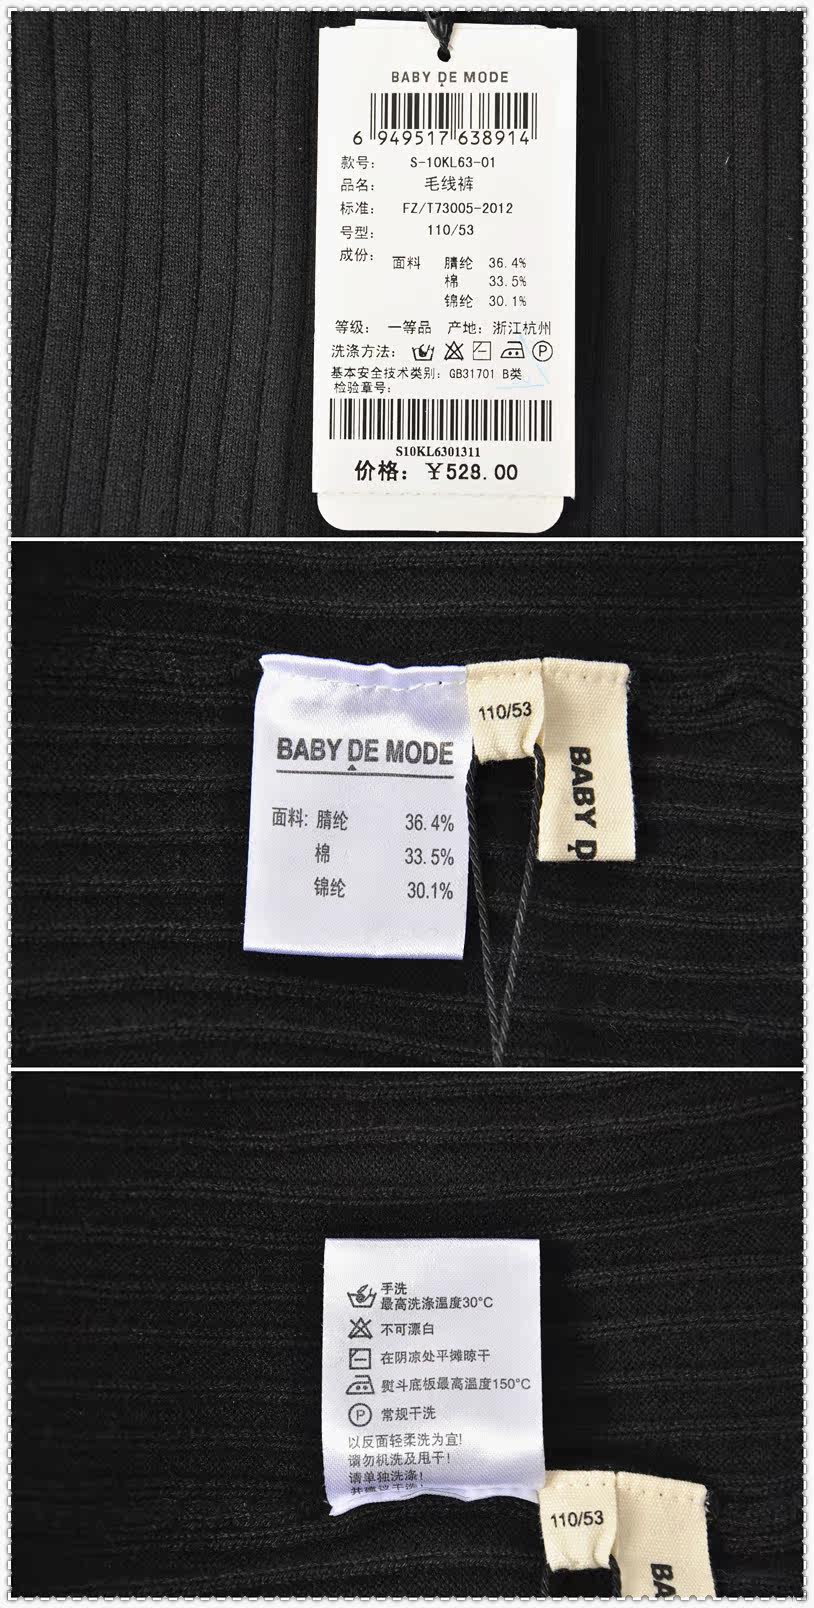 BABY DE MODE
6 949517 638914
款号: S-10KL63-01
品名: 毛线裤
标准: FZ/T73005-2012
号型: 110/53
成份: 面料 腈纶 36.4%
棉 33.5%
锦纶 30.1%
等级: 一等品 产地: 浙江杭州
洗涤方法:
P
基本安全技术类别: GB31701 B类
检验章号:
S10KL6301311
价格: ¥528.00
BABY DE MODE
面料: 腈纶 36.4%
棉 33.5%
锦纶 30.1%
110/53
BABY D
手洗
最高洗涤温度30°C
不可漂白
在阴凉处平摊晾干
熨斗底板最高温度150°C
P 常规干洗
以反面轻柔洗为宜!
请勿机洗及甩干!
请单独洗涤!
110/53
BA